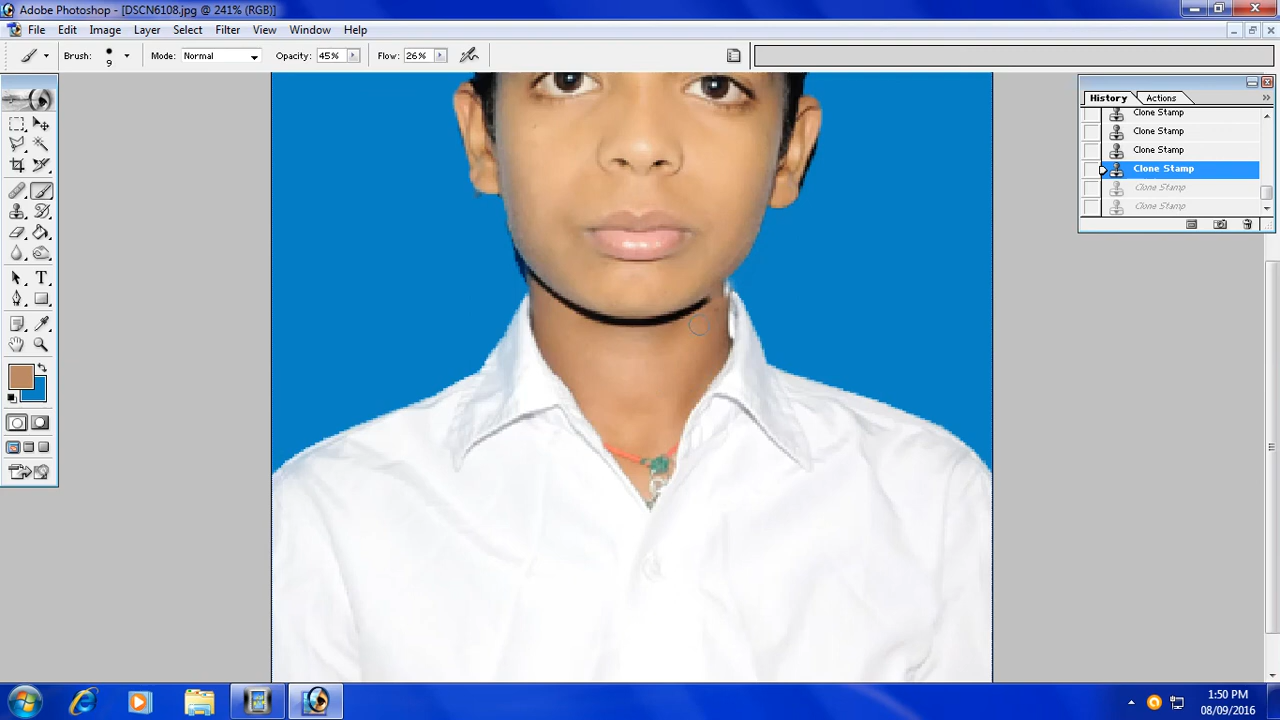 Adobe Photoshop - [DSCN6108.jpg @ 241% (RGB)]
File Edit Image Layer Select Filter View Window Help
Brush: 9 Mode: Normal Opacity: 45% Flow: 26%
History Actions
Clone Stamp
Clone Stamp
Clone Stamp
Clone Stamp
Clone Stamp
Clone Stamp
T
1:50 PM
08/09/2016